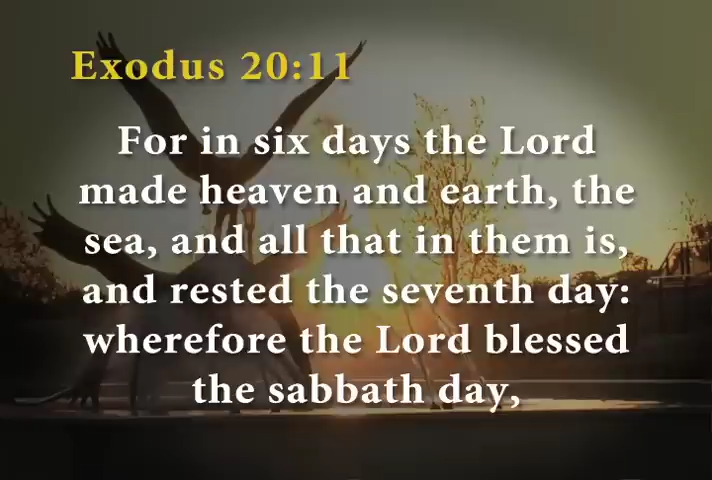 Exodus 20:11
For in six days the Lord
made heaven and earth, the
sea, and all that in them is,
and rested the seventh day:
wherefore the Lord blessed
the sabbath day,